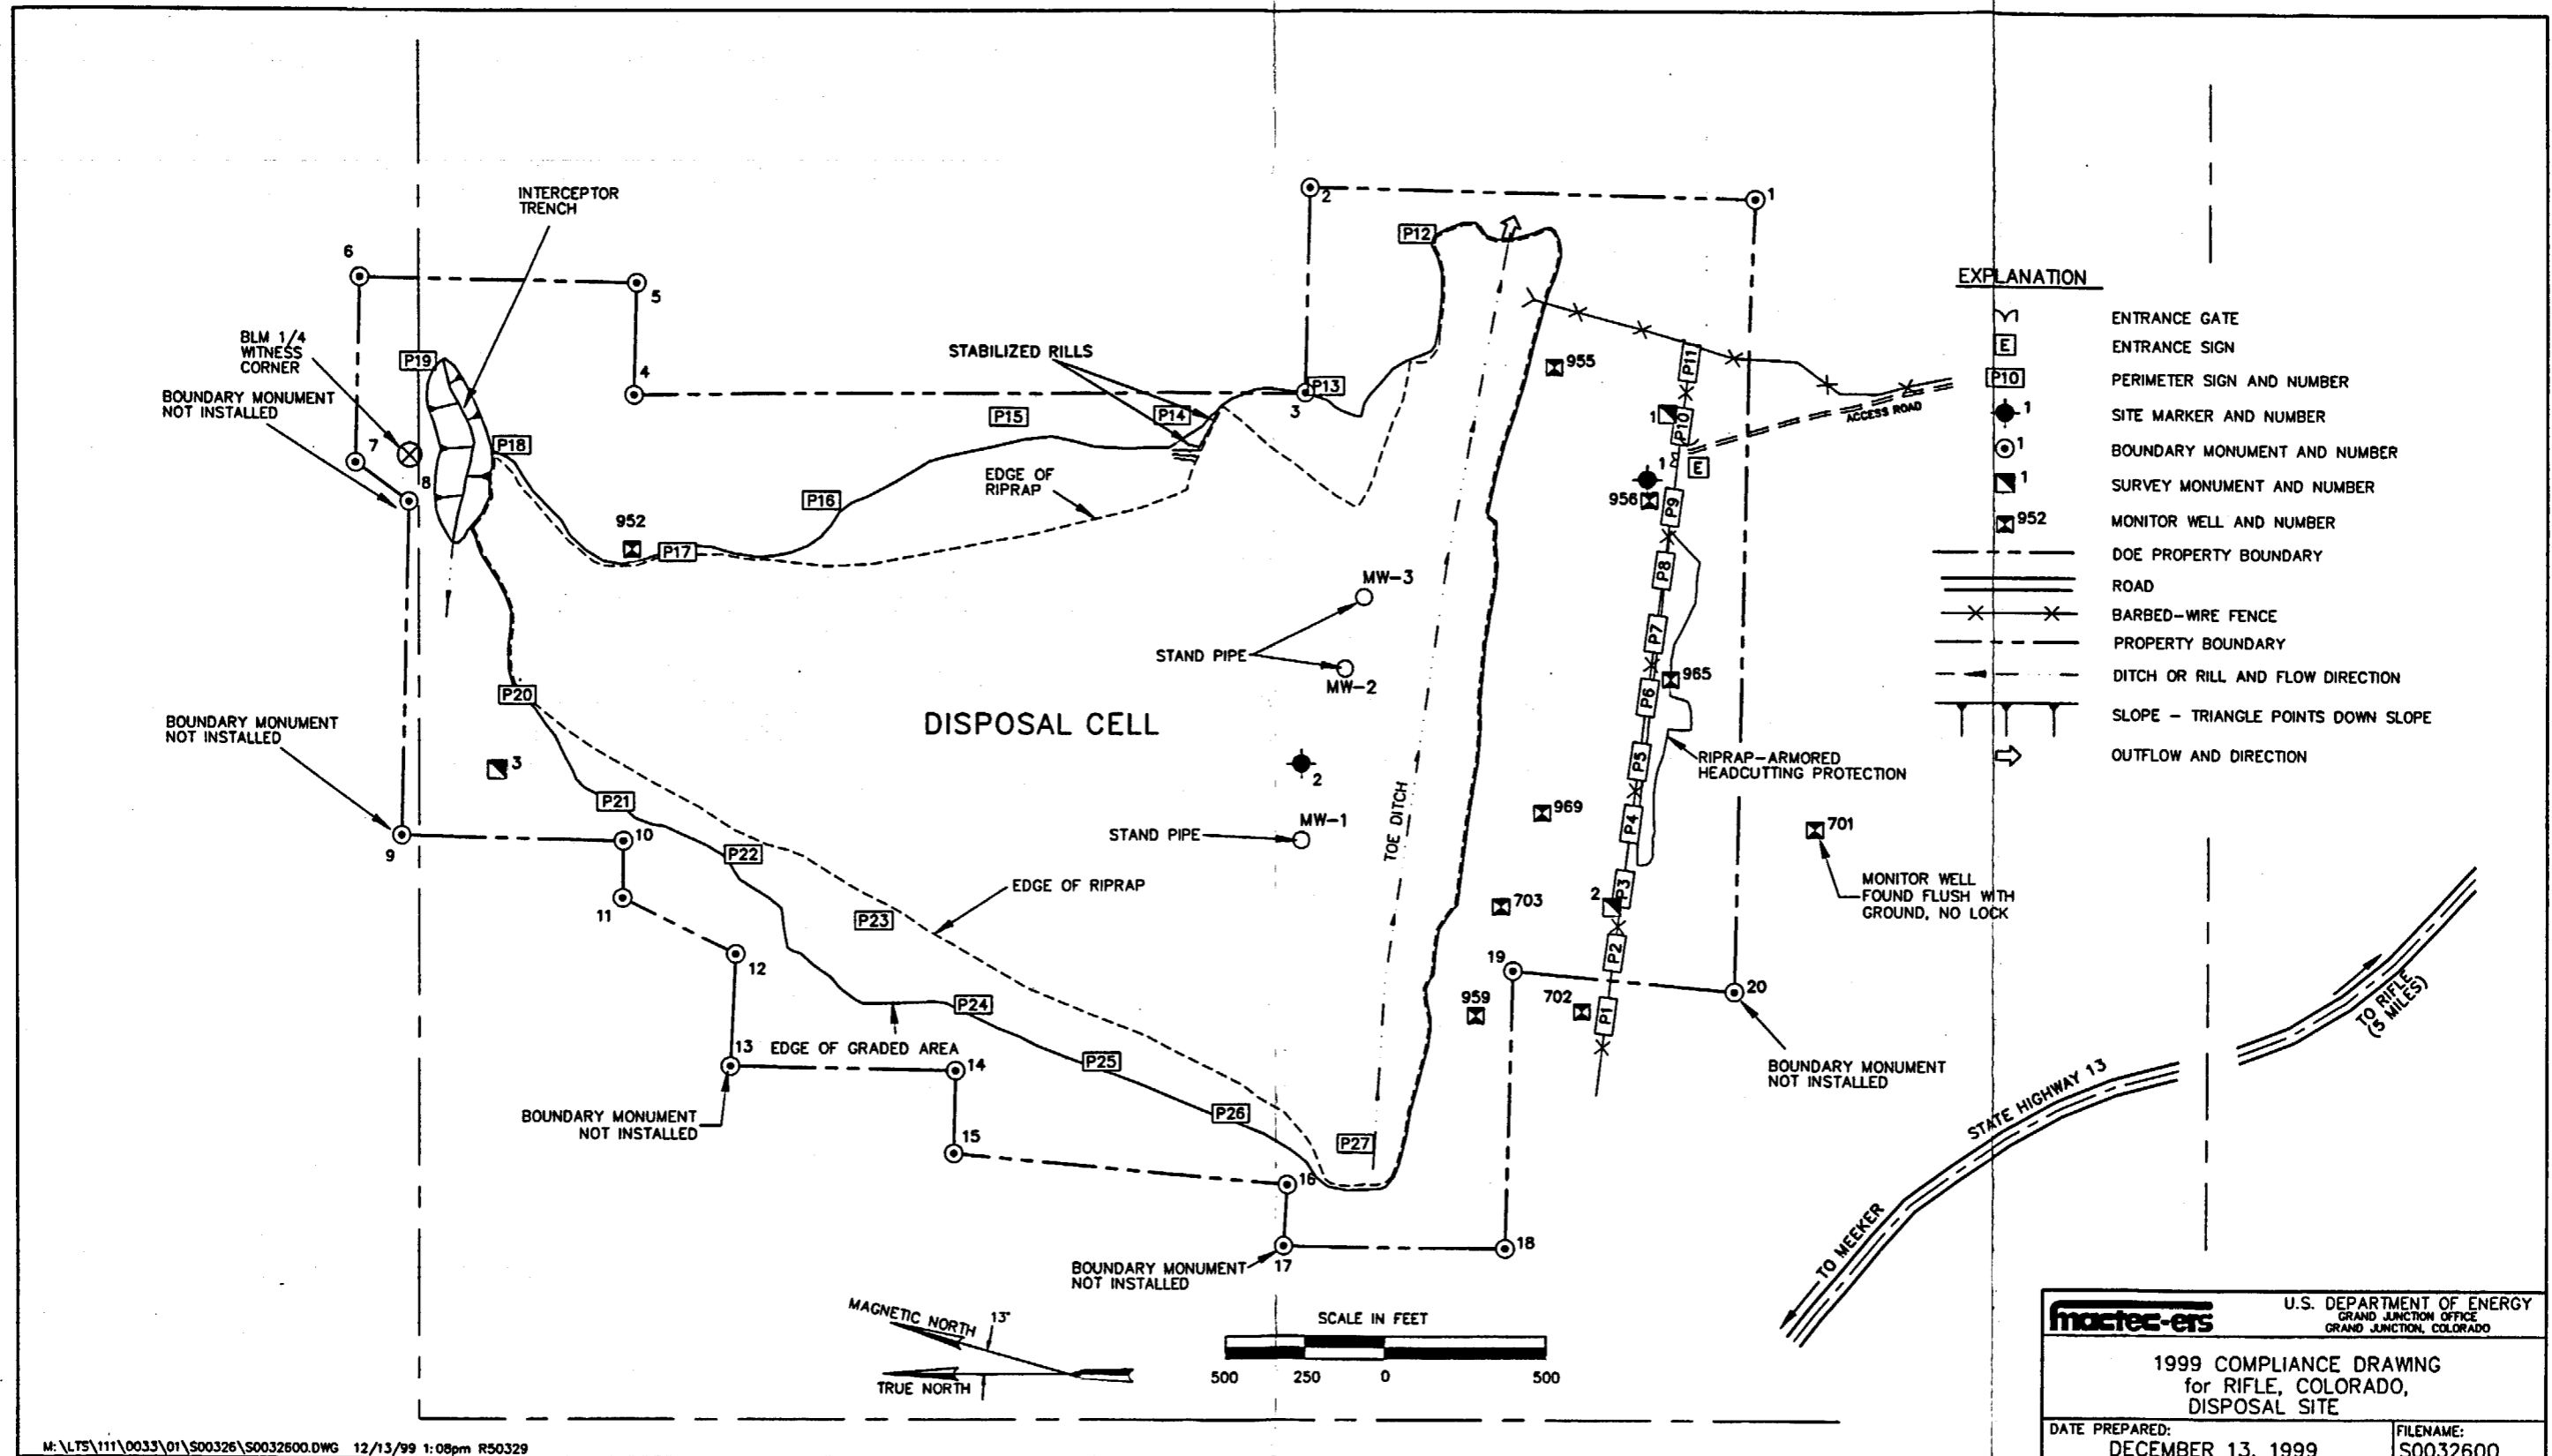 INTERCEPTOR
TRENCH
2
1
P12
6
5
EXPLANATION
ENTRANCE GATE
E ENTRANCE SIGN
P10 PERIMETER SIGN AND NUMBER
1 SITE MARKER AND NUMBER
1 BOUNDARY MONUMENT AND NUMBER
1 SURVEY MONUMENT AND NUMBER
952 MONITOR WELL AND NUMBER
DOE PROPERTY BOUNDARY
ROAD
BARBED-WIRE FENCE
PROPERTY BOUNDARY
DITCH OR RILL AND FLOW DIRECTION
SLOPE - TRIANGLE POINTS DOWN SLOPE
OUTFLOW AND DIRECTION
BLM 1/4
WITNESS
CORNER
P19
BOUNDARY MONUMENT
NOT INSTALLED
4
STABILIZED RILLS
P13
3
955
P11
P15
P14
1
P10
ACCESS ROAD
7
P18
8
EDGE OF
RIPRAP
P16
1
E
956
P9
952
P17
P8
MW-3
P7
STAND PIPE
MW-2
965
P6
P20
BOUNDARY MONUMENT
NOT INSTALLED
DISPOSAL CELL
3
2
P5
RIPRAP-ARMORED
HEADCUTTING PROTECTION
P21
TOE DITCH
969
P4
701
MW-1
STAND PIPE
9
10
P22
MONITOR WELL
FOUND FLUSH WITH
GROUND, NO LOCK
EDGE OF RIPRAP
P3
11
P23
703
2
P2
12
19
20
P24
959
702
P1
TO RIFLE
(5 MILES)
13
EDGE OF GRADED AREA
14
P25
BOUNDARY MONUMENT
NOT INSTALLED
BOUNDARY MONUMENT
NOT INSTALLED
P26
P27
STATE HIGHWAY 13
15
16
TO MEEKER
17
18
BOUNDARY MONUMENT
NOT INSTALLED
MAGNETIC NORTH
13°
TRUE NORTH
SCALE IN FEET
500 250 0 500
mactec-ers
U.S. DEPARTMENT OF ENERGY
GRAND JUNCTION OFFICE
GRAND JUNCTION, COLORADO
1999 COMPLIANCE DRAWING
for RIFLE, COLORADO,
DISPOSAL SITE
DATE PREPARED:
DECEMBER 13, 1999
FILENAME:
S0032600
M:\LTS\111\0033\01\S00326\S0032600.DWG 12/13/99 1:08pm R50329